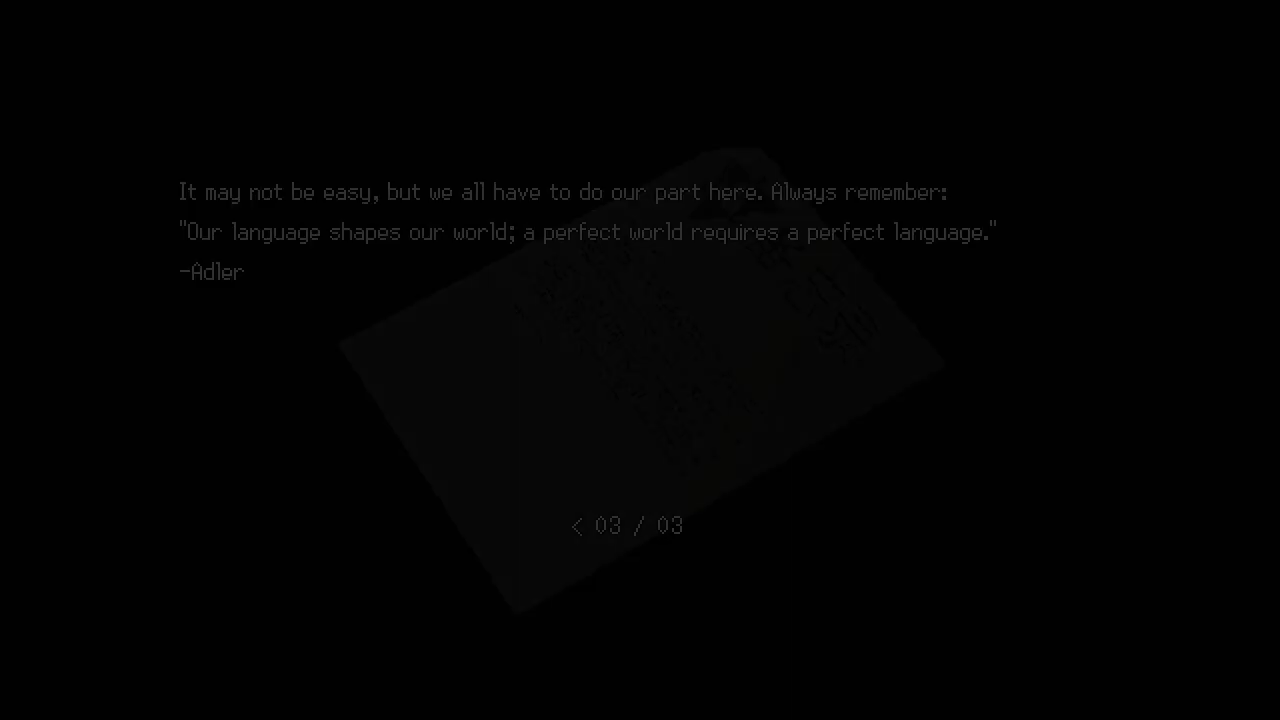 It may not be easy, but we all have to do our part here. Always remember:
"Our language shapes our world; a perfect world requires a perfect language."
-Adler
< 03 / 03